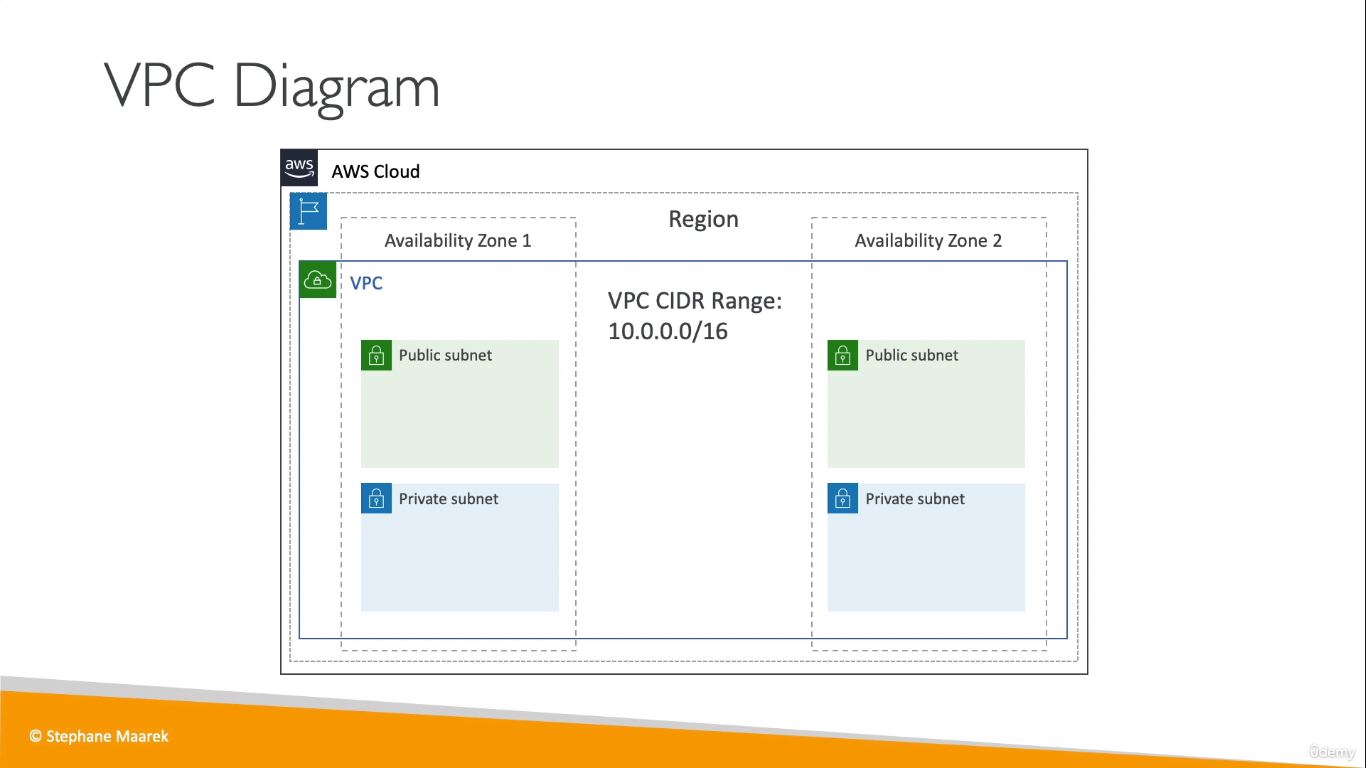 VPC Diagram
aws
AWS Cloud
Region
Availability Zone 1
Availability Zone 2
VPC
VPC CIDR Range:
10.0.0.0/16
Public subnet
Public subnet
Private subnet
Private subnet
© Stephane Maarek
ûdemy